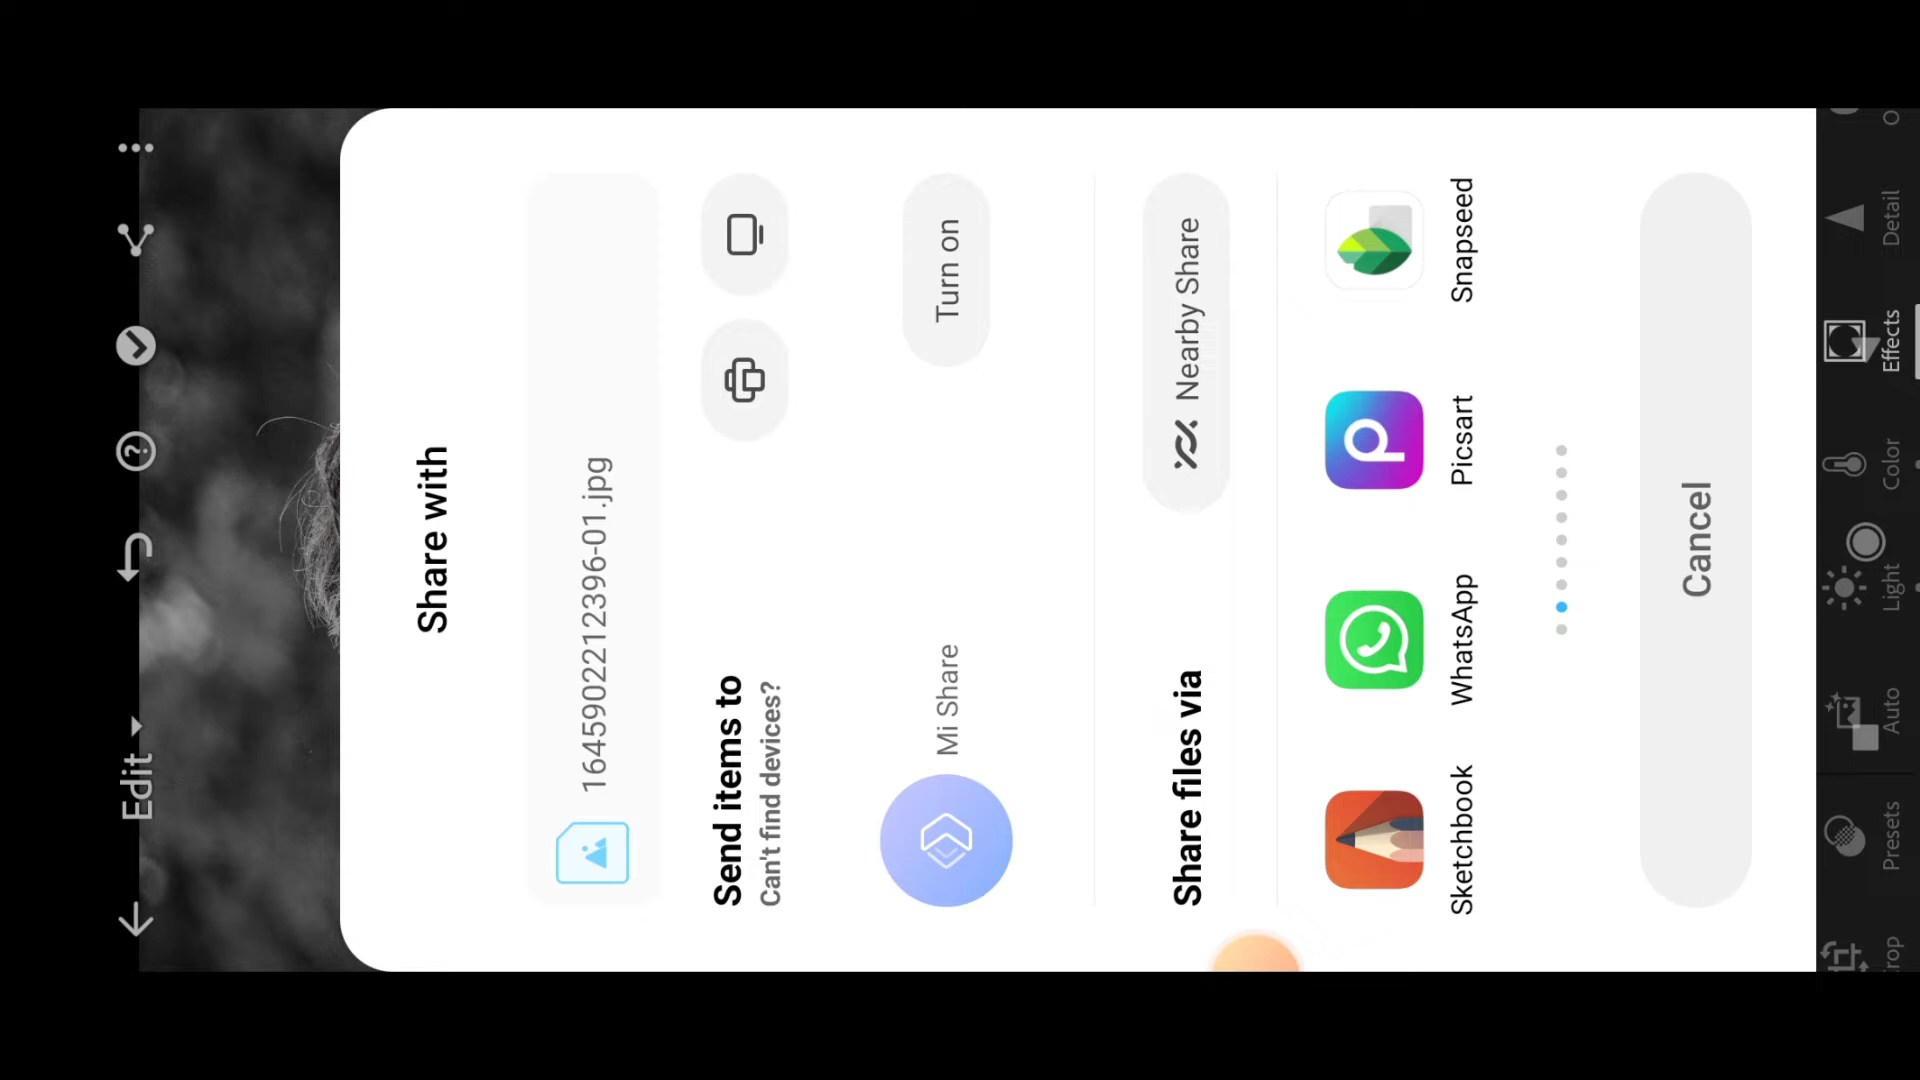 Edit
Share with
1645902212396-01.jpg
Send items to
Can't find devices?
Mi Share
Turn on
Share files via
Nearby Share
Sketchbook
WhatsApp
Picsart
Snapseed
Cancel
rop
Presets
Auto
Light
Color
Effects
Detail
O